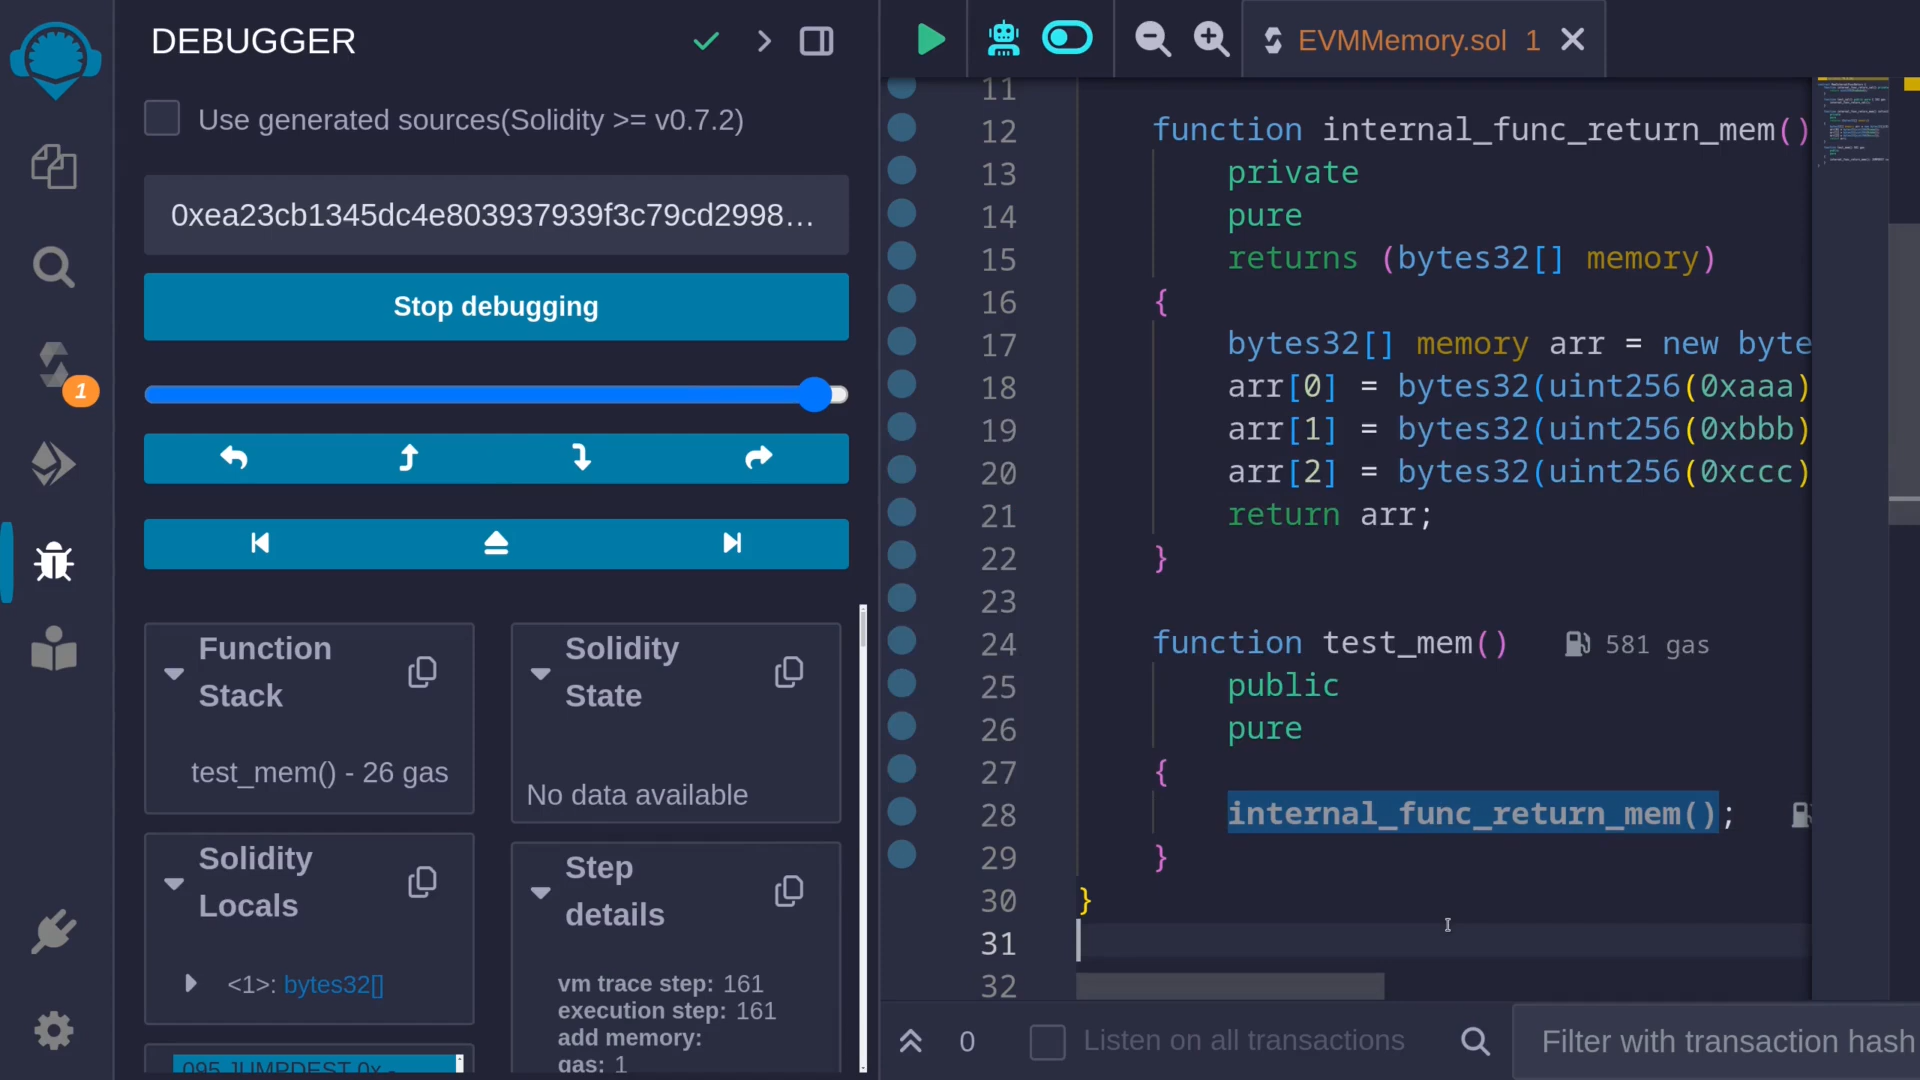 DEBUGGER
Use generated sources(Solidity >= v0.7.2)
0xea23cb1345dc4e803937939f3c79cd2998...
Stop debugging
1
Function
Stack
test_mem() - 26 gas
Solidity
State
No data available
Solidity
Locals
<1>: bytes32[]
Step
details
vm trace step: 161
execution step: 161
add memory:
gas: 1
095 JUMPDEST 0x -
EVMMemory.sol 1
11
12 function internal_func_return_mem()
13 private
14 pure
15 returns (bytes32[] memory)
16 {
17 bytes32[] memory arr = new byte
18 arr[0] = bytes32(uint256(0xaaa)
19 arr[1] = bytes32(uint256(0xbbb)
20 arr[2] = bytes32(uint256(0xccc)
21 return arr;
22 }
23
24 function test_mem() 581 gas
25 public
26 pure
27 {
28 internal_func_return_mem();
29 }
30 }
31
32
0 Listen on all transactions Filter with transaction hash